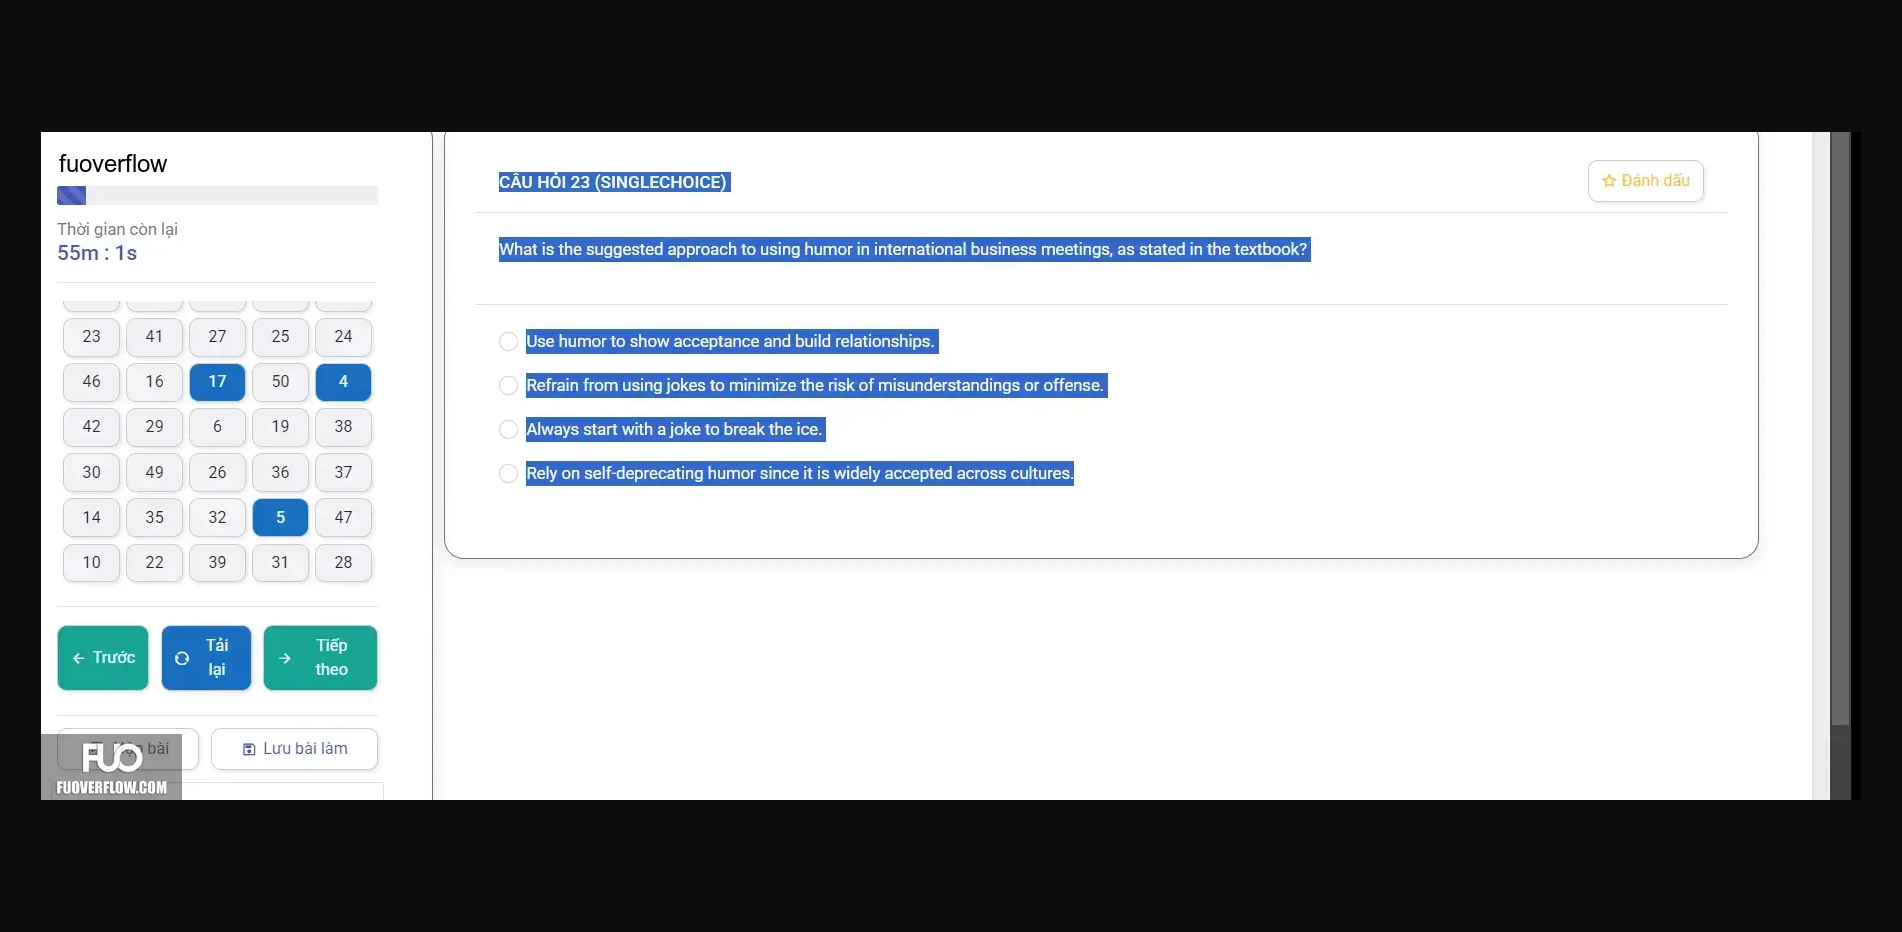 fuoverflow
Thời gian còn lại
55m : 1s
23 41 27 25 24
46 16 17 50 4
42 29 6 19 38
30 49 26 36 37
14 35 32 5 47
10 22 39 31 28
Trước
Tải lại
Tiếp theo
bài
Lưu bài làm
FUO
FUOVERFLOW.COM
CÂU HỎI 23 (SINGLECHOICE)
Đánh dấu
What is the suggested approach to using humor in international business meetings, as stated in the textbook?
Use humor to show acceptance and build relationships.
Refrain from using jokes to minimize the risk of misunderstandings or offense.
Always start with a joke to break the ice.
Rely on self-deprecating humor since it is widely accepted across cultures.